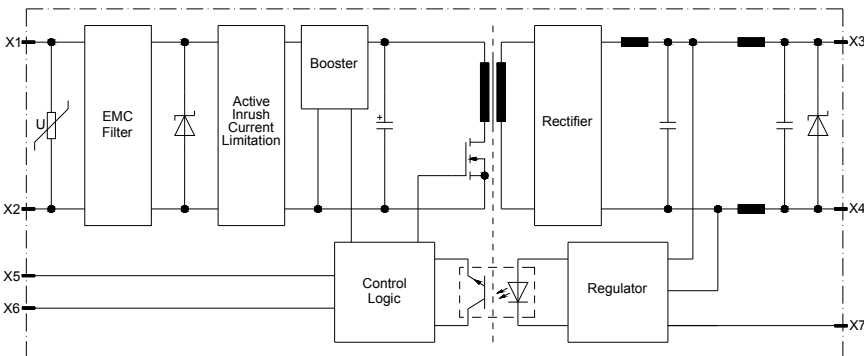 X1
U
EMC
Filter
Active
Inrush
Current
Limitation
Booster
+
Rectifier
X3
X2
X4
X5
X6
Control
Logic
Regulator
X7